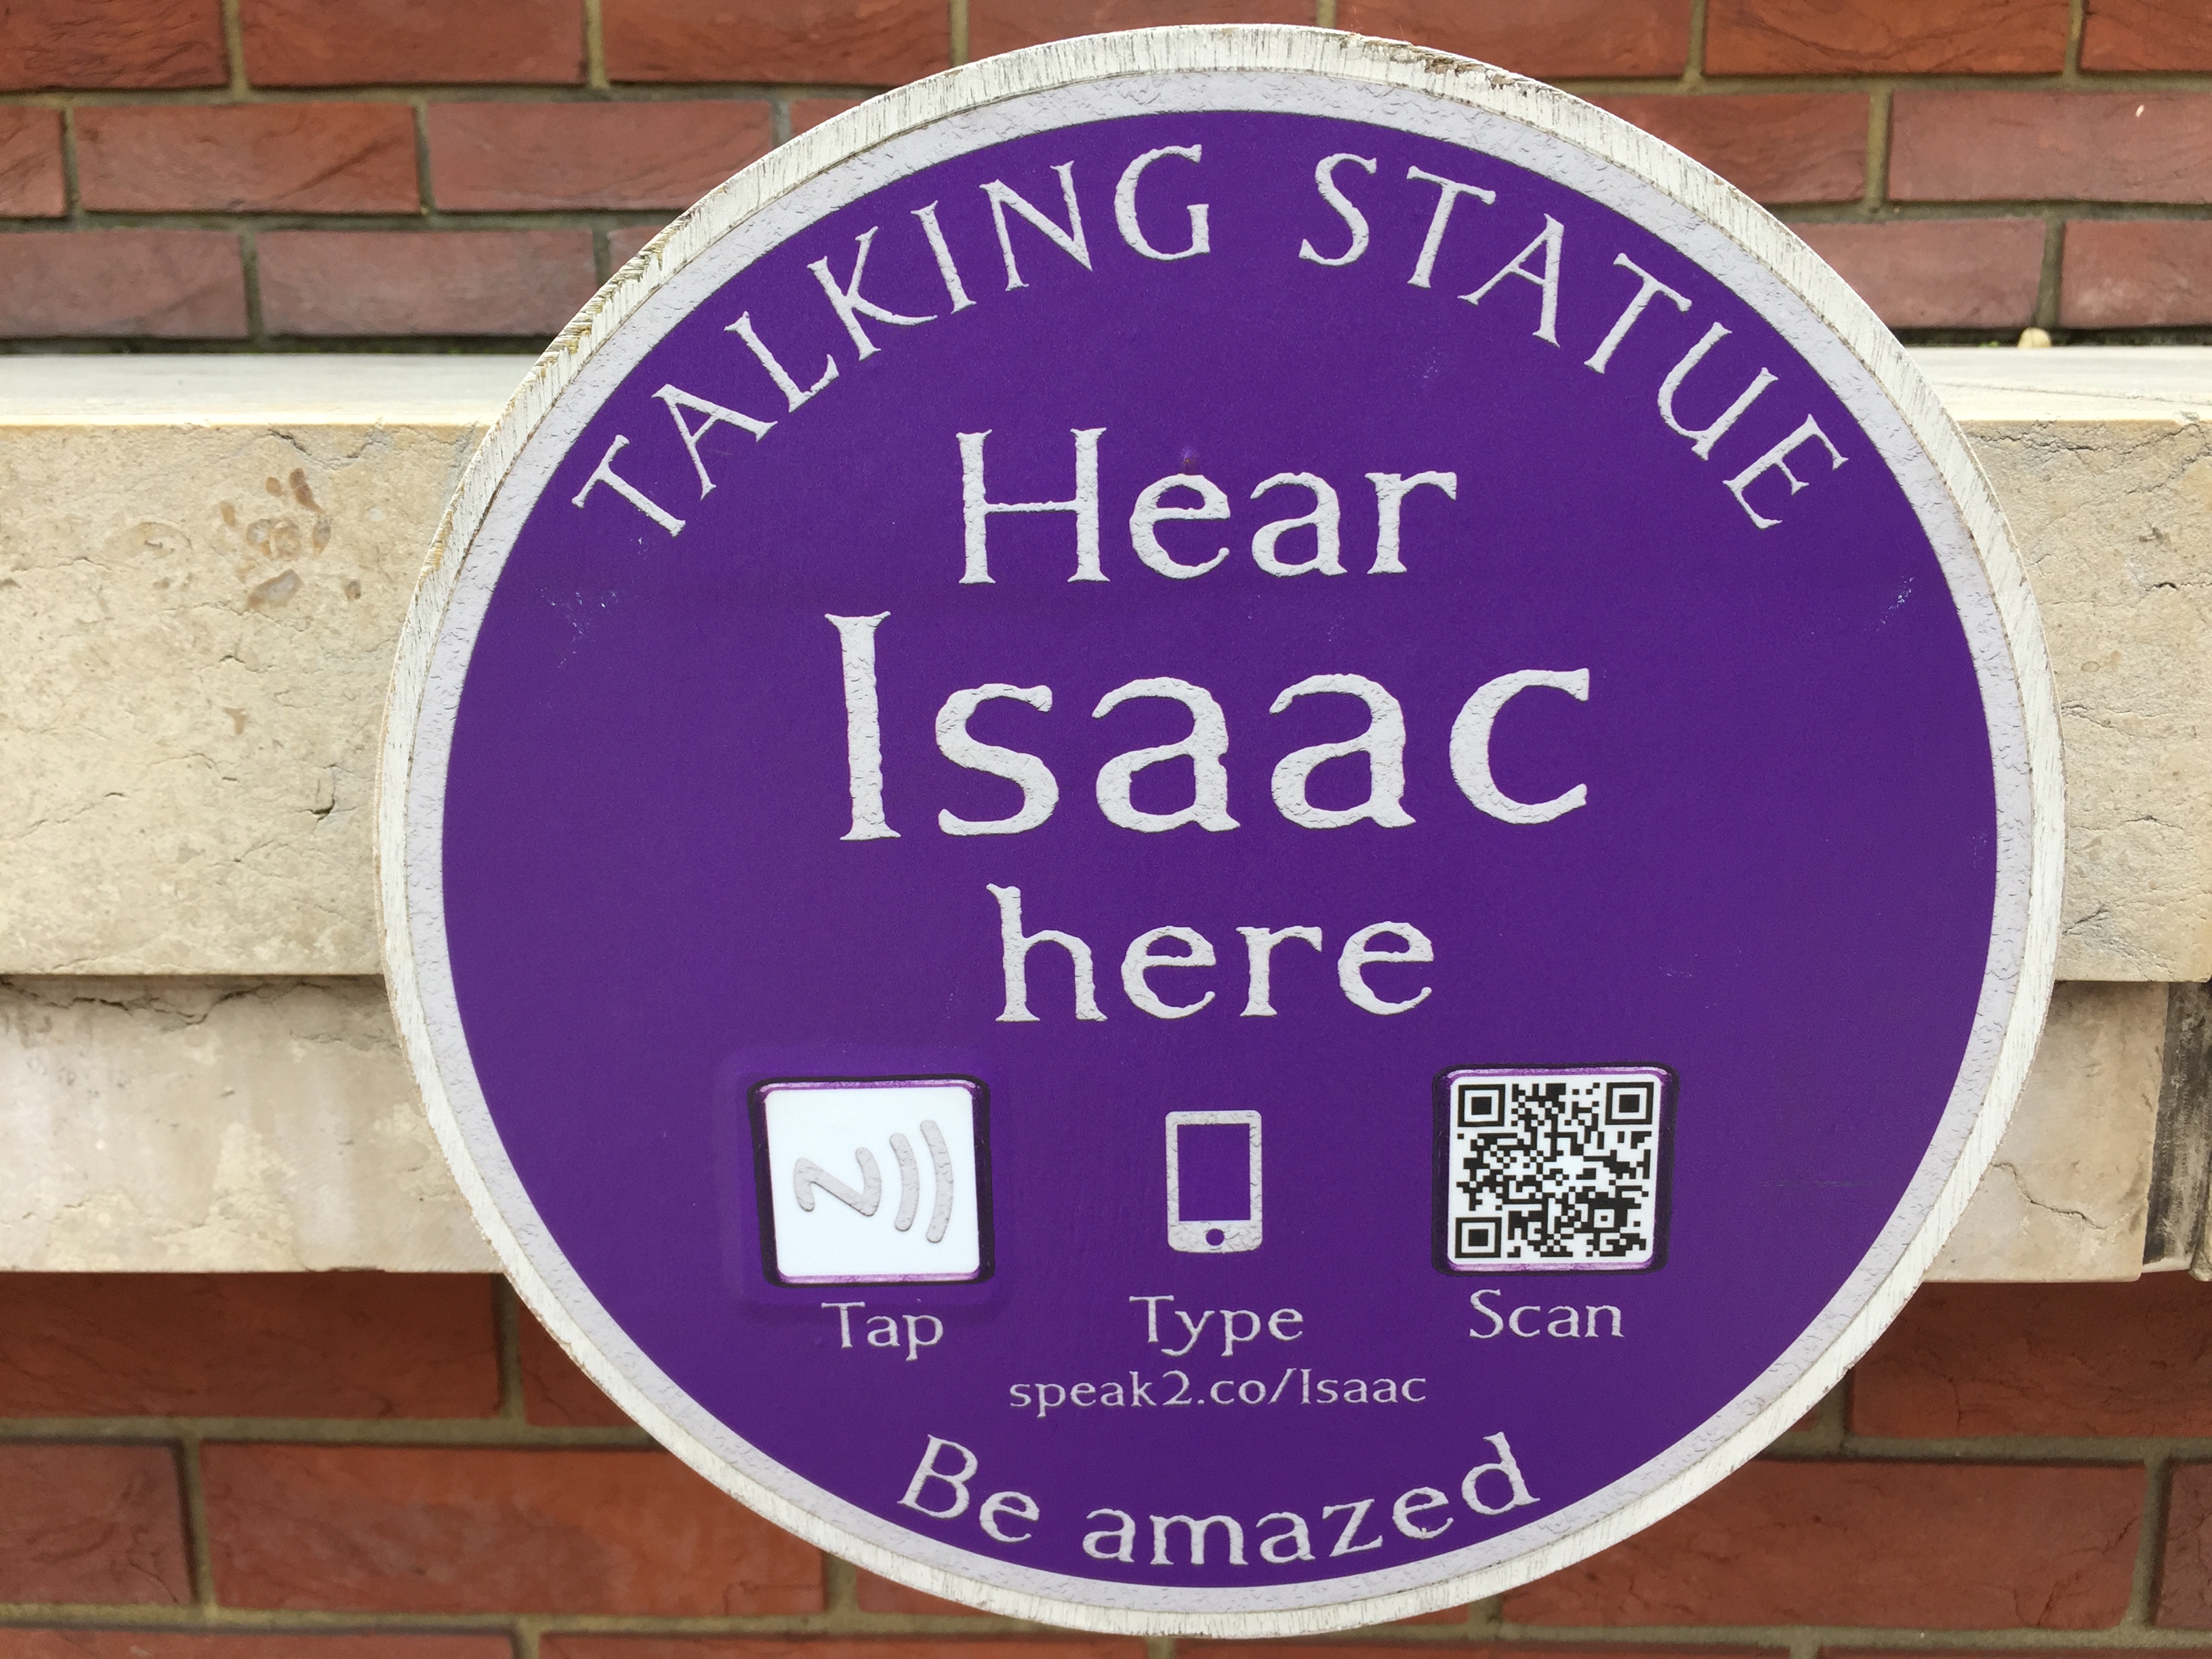 TALKING STATUE
Hear
Isaac
here
Tap
Type
Scan
speak2.co/Isaac
Be amazed